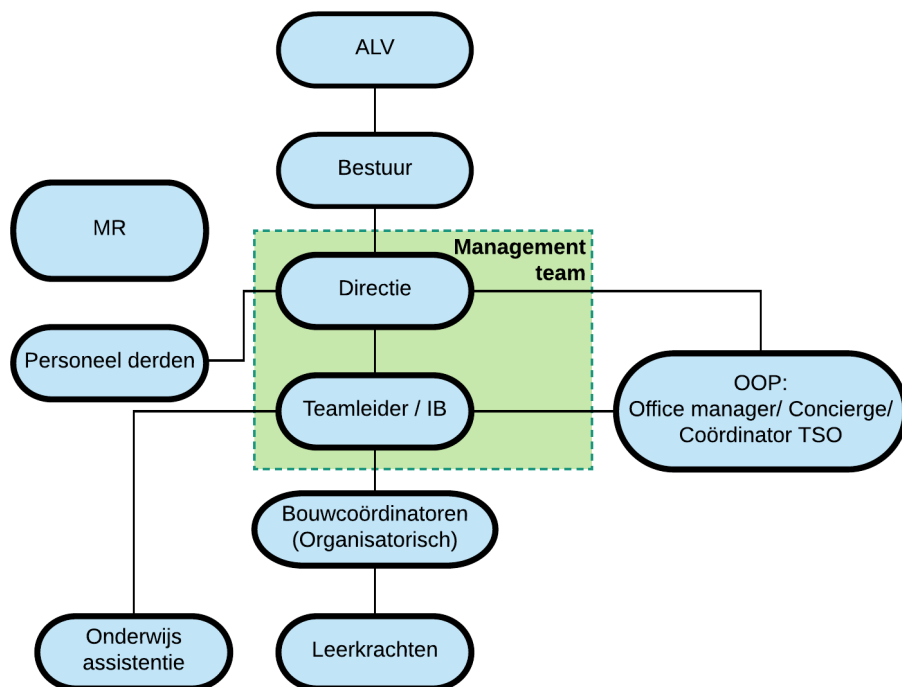 ALV
Bestuur
MR
Management
team
Directie
Personeel derden
Teamleider / IB
OOP:
Office manager/ Concierge/
Coördinator TSO
Bouwcoördinatoren
(Organisatorisch)
Onderwijs
assistentie
Leerkrachten